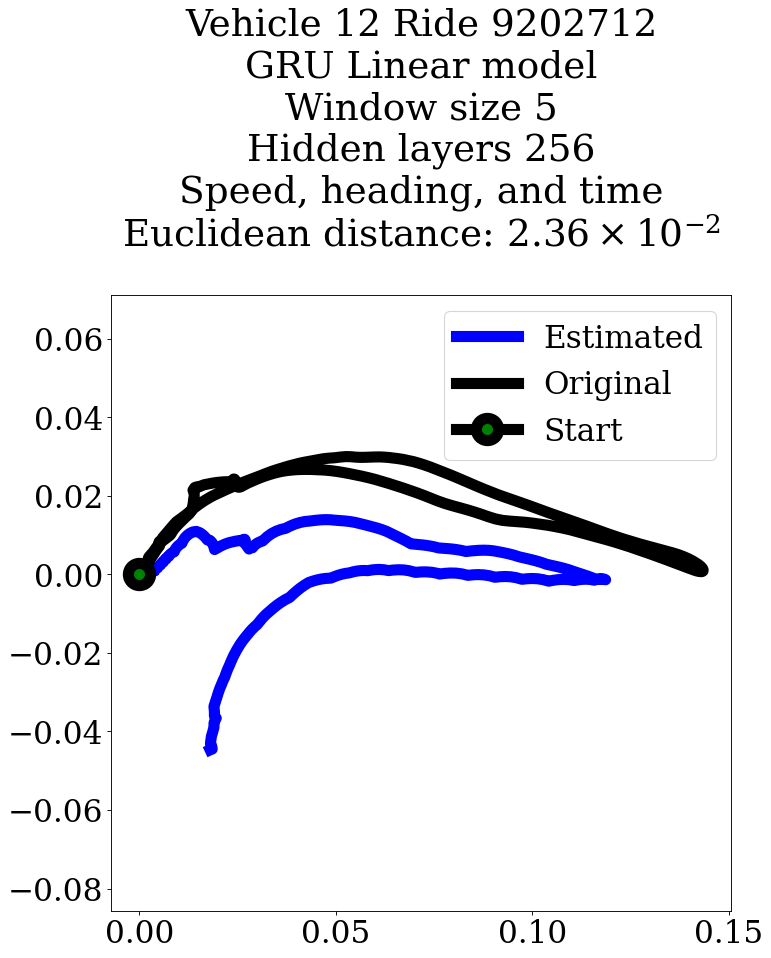 Vehicle 12 Ride 9202712
GRU Linear model
Window size 5
Hidden layers 256
Speed, heading, and time
Euclidean distance: 2.36 × 10⁻²
Estimated
Original
Start
0.06
0.04
0.02
0.00
−0.02
−0.04
−0.06
−0.08
0.00 0.05 0.10 0.15